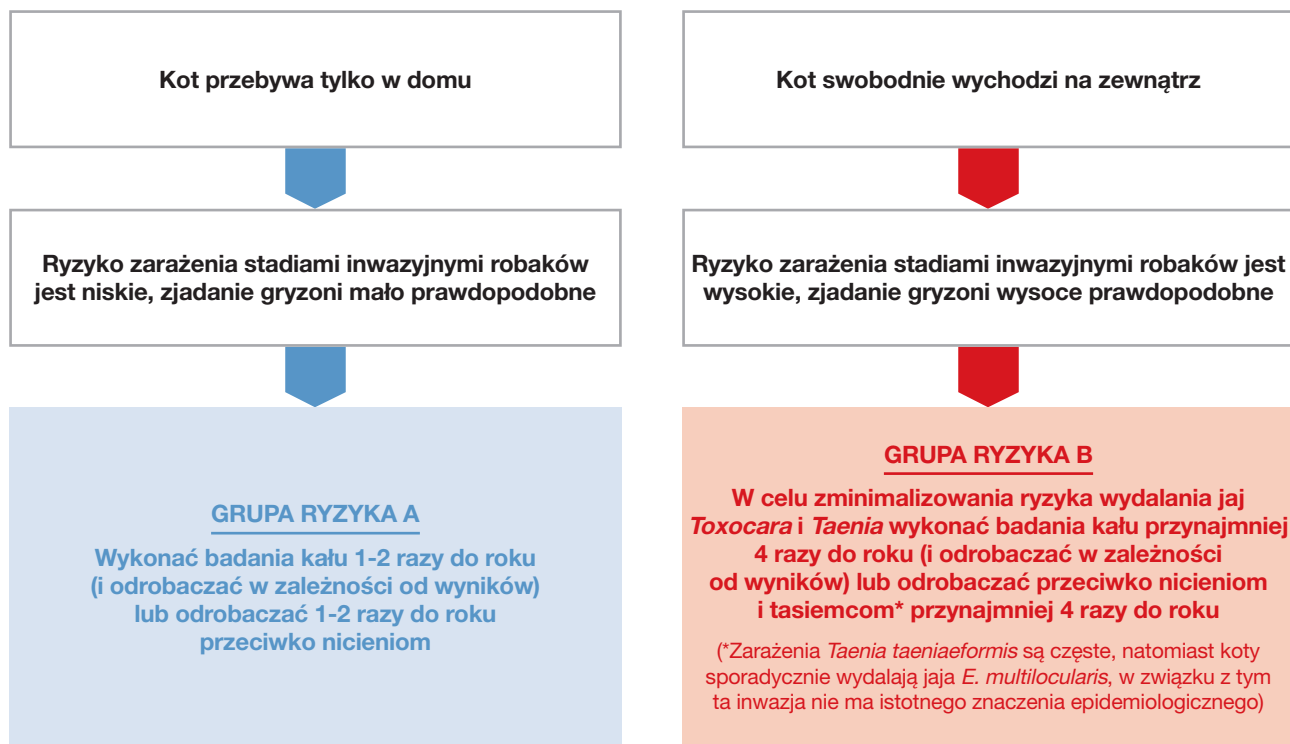 Kot przebywa tylko w domu
Ryzyko zarażenia stadiami inwazyjnymi robaków
jest niskie, zjadanie gryzoni mało prawdopodobne
GRUPA RYZYKA A
Wykonać badania kału 1-2 razy do roku
(i odrobaczać w zależności od wyników)
lub odrobaczać 1-2 razy do roku
przeciwko nicieniom
Kot swobodnie wychodzi na zewnątrz
Ryzyko zarażenia stadiami inwazyjnymi robaków jest
wysokie, zjadanie gryzoni wysoce prawdopodobne
GRUPA RYZYKA B
W celu zminimalizowania ryzyka wydalania jaj
Toxocara i Taenia wykonać badania kału przynajmniej
4 razy do roku (i odrobaczać w zależności
od wyników) lub odrobaczać przeciwko nicieniom
i tasiemcom* przynajmniej 4 razy do roku
(*Zarażenia Taenia taeniaeformis są częste, natomiast koty
sporadycznie wydalają jaja E. multilocularis, w związku z tym
ta inwazja nie ma istotnego znaczenia epidemiologicznego)